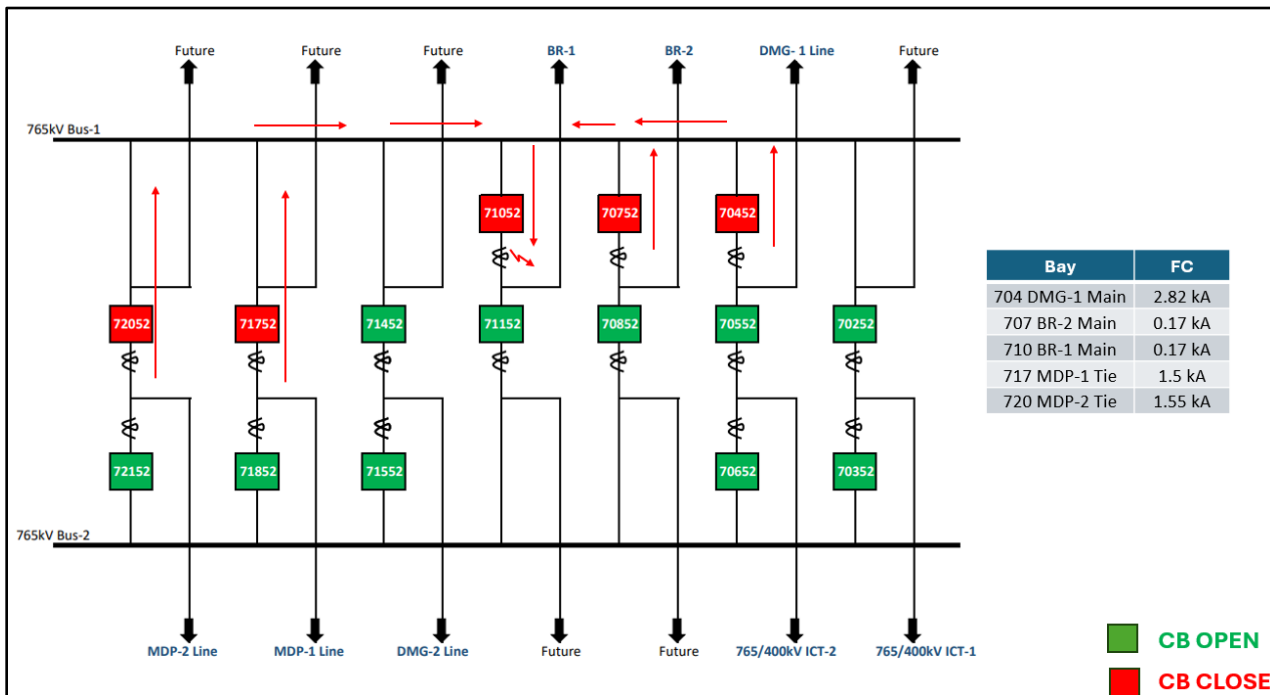 Future
Future
Future
BR-1
BR-2
DMG- 1 Line
Future
765kV Bus-1
71052
70752
70452
72052
71752
71452
71152
70852
70552
70252
72152
71852
71552
70652
70352
765kV Bus-2
MDP-2 Line
MDP-1 Line
DMG-2 Line
Future
Future
765/400kV ICT-2
765/400kV ICT-1
Bay FC
704 DMG-1 Main 2.82 kA
707 BR-2 Main 0.17 kA
710 BR-1 Main 0.17 kA
717 MDP-1 Tie 1.5 kA
720 MDP-2 Tie 1.55 kA
CB OPEN
CB CLOSE